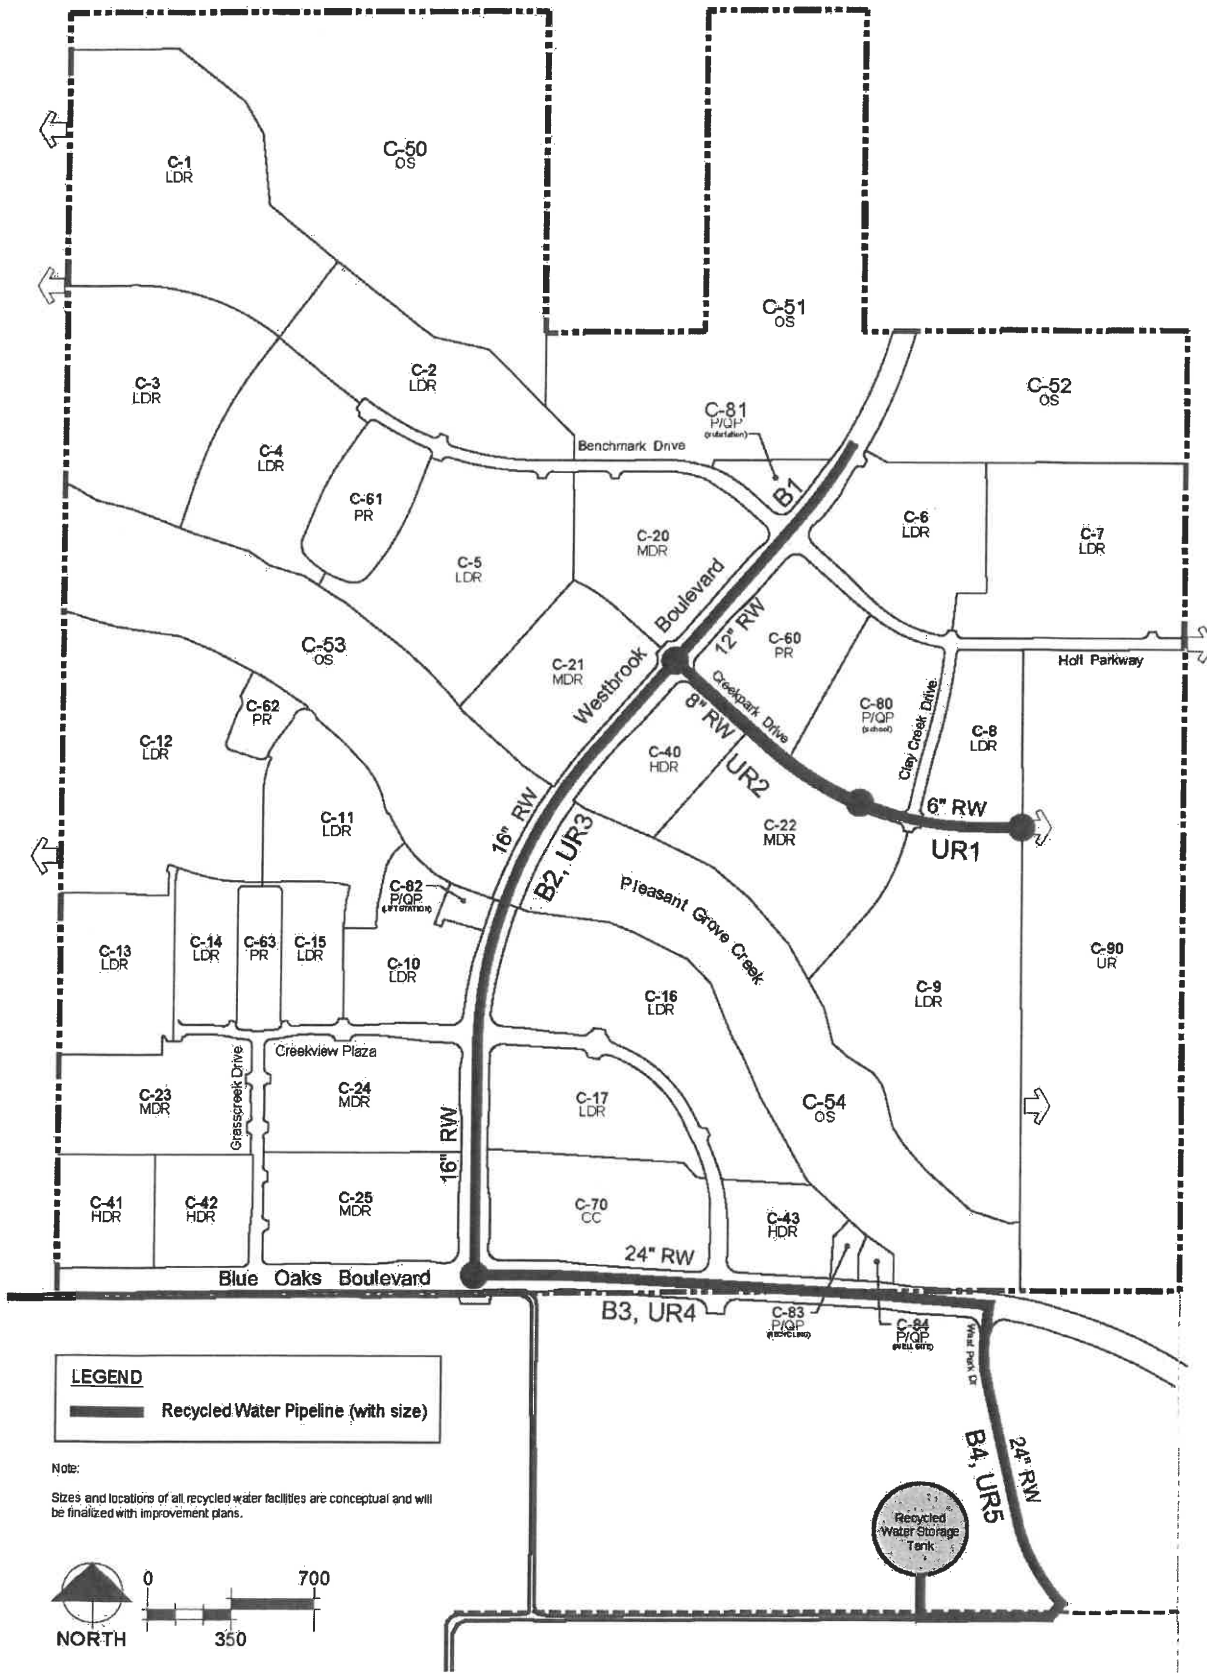 C-1
LDR
C-50
OS
C-51
OS
C-2
LDR
C-3
LDR
C-52
OS
C-81
P/QP
(substation)
Benchmark Drive
C-4
LDR
C-61
PR
B1
C-6
LDR
C-7
LDR
C-20
MDR
C-5
LDR
Westbrook Boulevard
12" RW
C-60
PR
C-53
OS
C-21
MDR
Holt Parkway
C-62
PR
Creekpark Drive
8" RW
C-80
P/QP
(school)
Clay Creek Drive
C-8
LDR
C-12
LDR
C-40
HDR
UR2
6" RW
UR1
C-11
LDR
16" RW
B2, UR3
C-22
MDR
C-82
P/QP
(LIFT STATION)
Pleasant Grove Creek
C-13
LDR
C-14
LDR
C-63
PR
C-15
LDR
C-10
LDR
C-16
LDR
C-9
LDR
C-90
UR
Creekview Plaza
Grasscreek Drive
C-23
MDR
C-24
MDR
C-17
LDR
C-54
OS
16" RW
C-41
HDR
C-42
HDR
C-25
MDR
C-70
CC
C-43
HDR
24" RW
Blue Oaks Boulevard
B3, UR4
C-83
P/QP
(RECYCLING)
C-84
P/QP
(WELL SITE)
West Park Dr
LEGEND
Recycled Water Pipeline (with size)
B4, UR5
24" RW
Note:
Sizes and locations of all recycled water facilities are conceptual and will
be finalized with improvement plans.
Recycled
Water Storage
Tank
0
700
350
NORTH